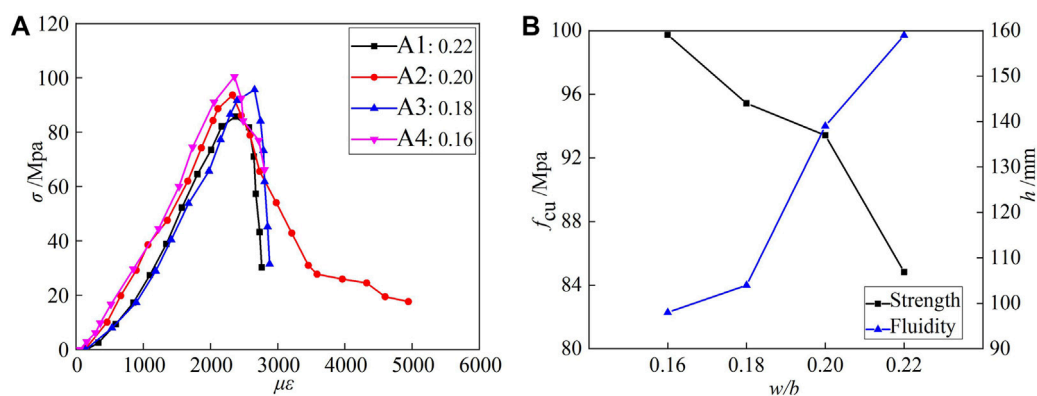 A
120
100
80
60
40
20
0
0 1000 2000 3000 4000 5000 6000
σ /Mpa
με
A1: 0.22
A2: 0.20
A3: 0.18
A4: 0.16
B
100
96
92
88
84
80
0.16 0.18 0.20 0.22
160
150
140
130
120
110
100
90
fcu /Mpa
h /mm
w/b
Strength
Fluidity